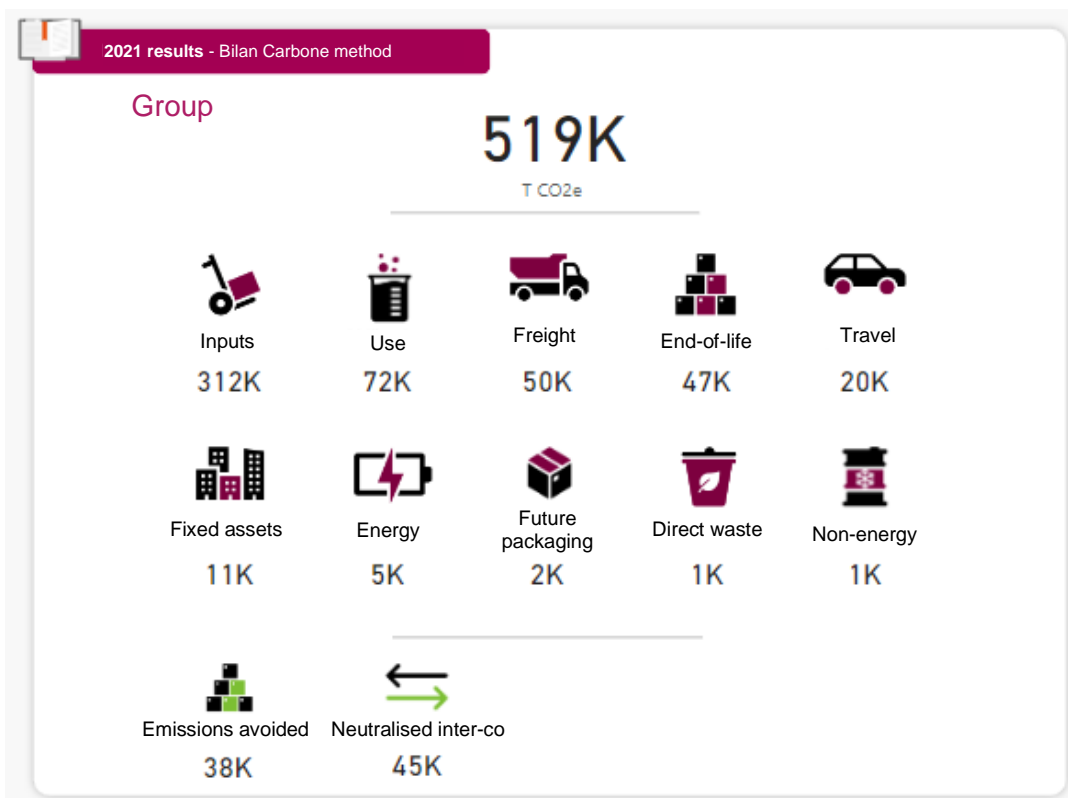 2021 results - Bilan Carbone method
Group
519K
T CO2e
Inputs
Use
Freight
End-of-life
Travel
312K
72K
50K
47K
20K
Fixed assets
Energy
Future
packaging
Direct waste
Non-energy
11K
5K
2K
1K
1K
Emissions avoided
Neutralised inter-co
38K
45K